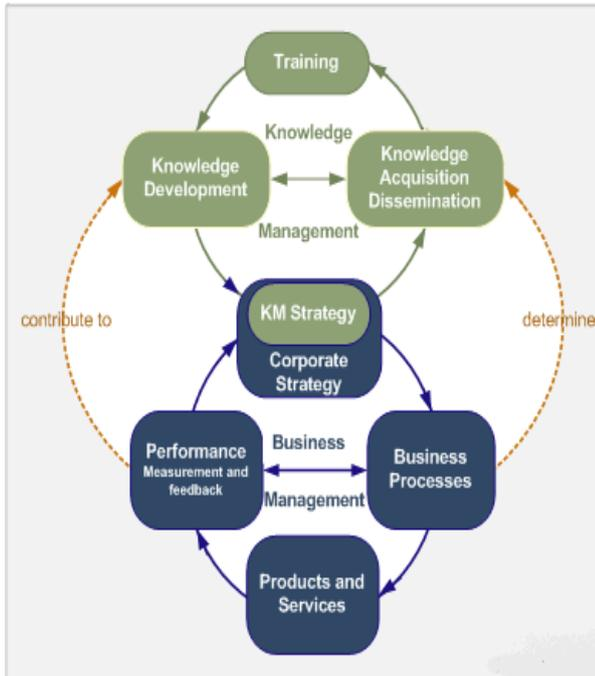 Training
Knowledge
Knowledge
Development
Knowledge
Acquisition
Dissemination
Management
KM Strategy
contribute to
determine
Corporate
Strategy
Performance
Measurement and
feedback
Business
Business
Processes
Management
Products and
Services